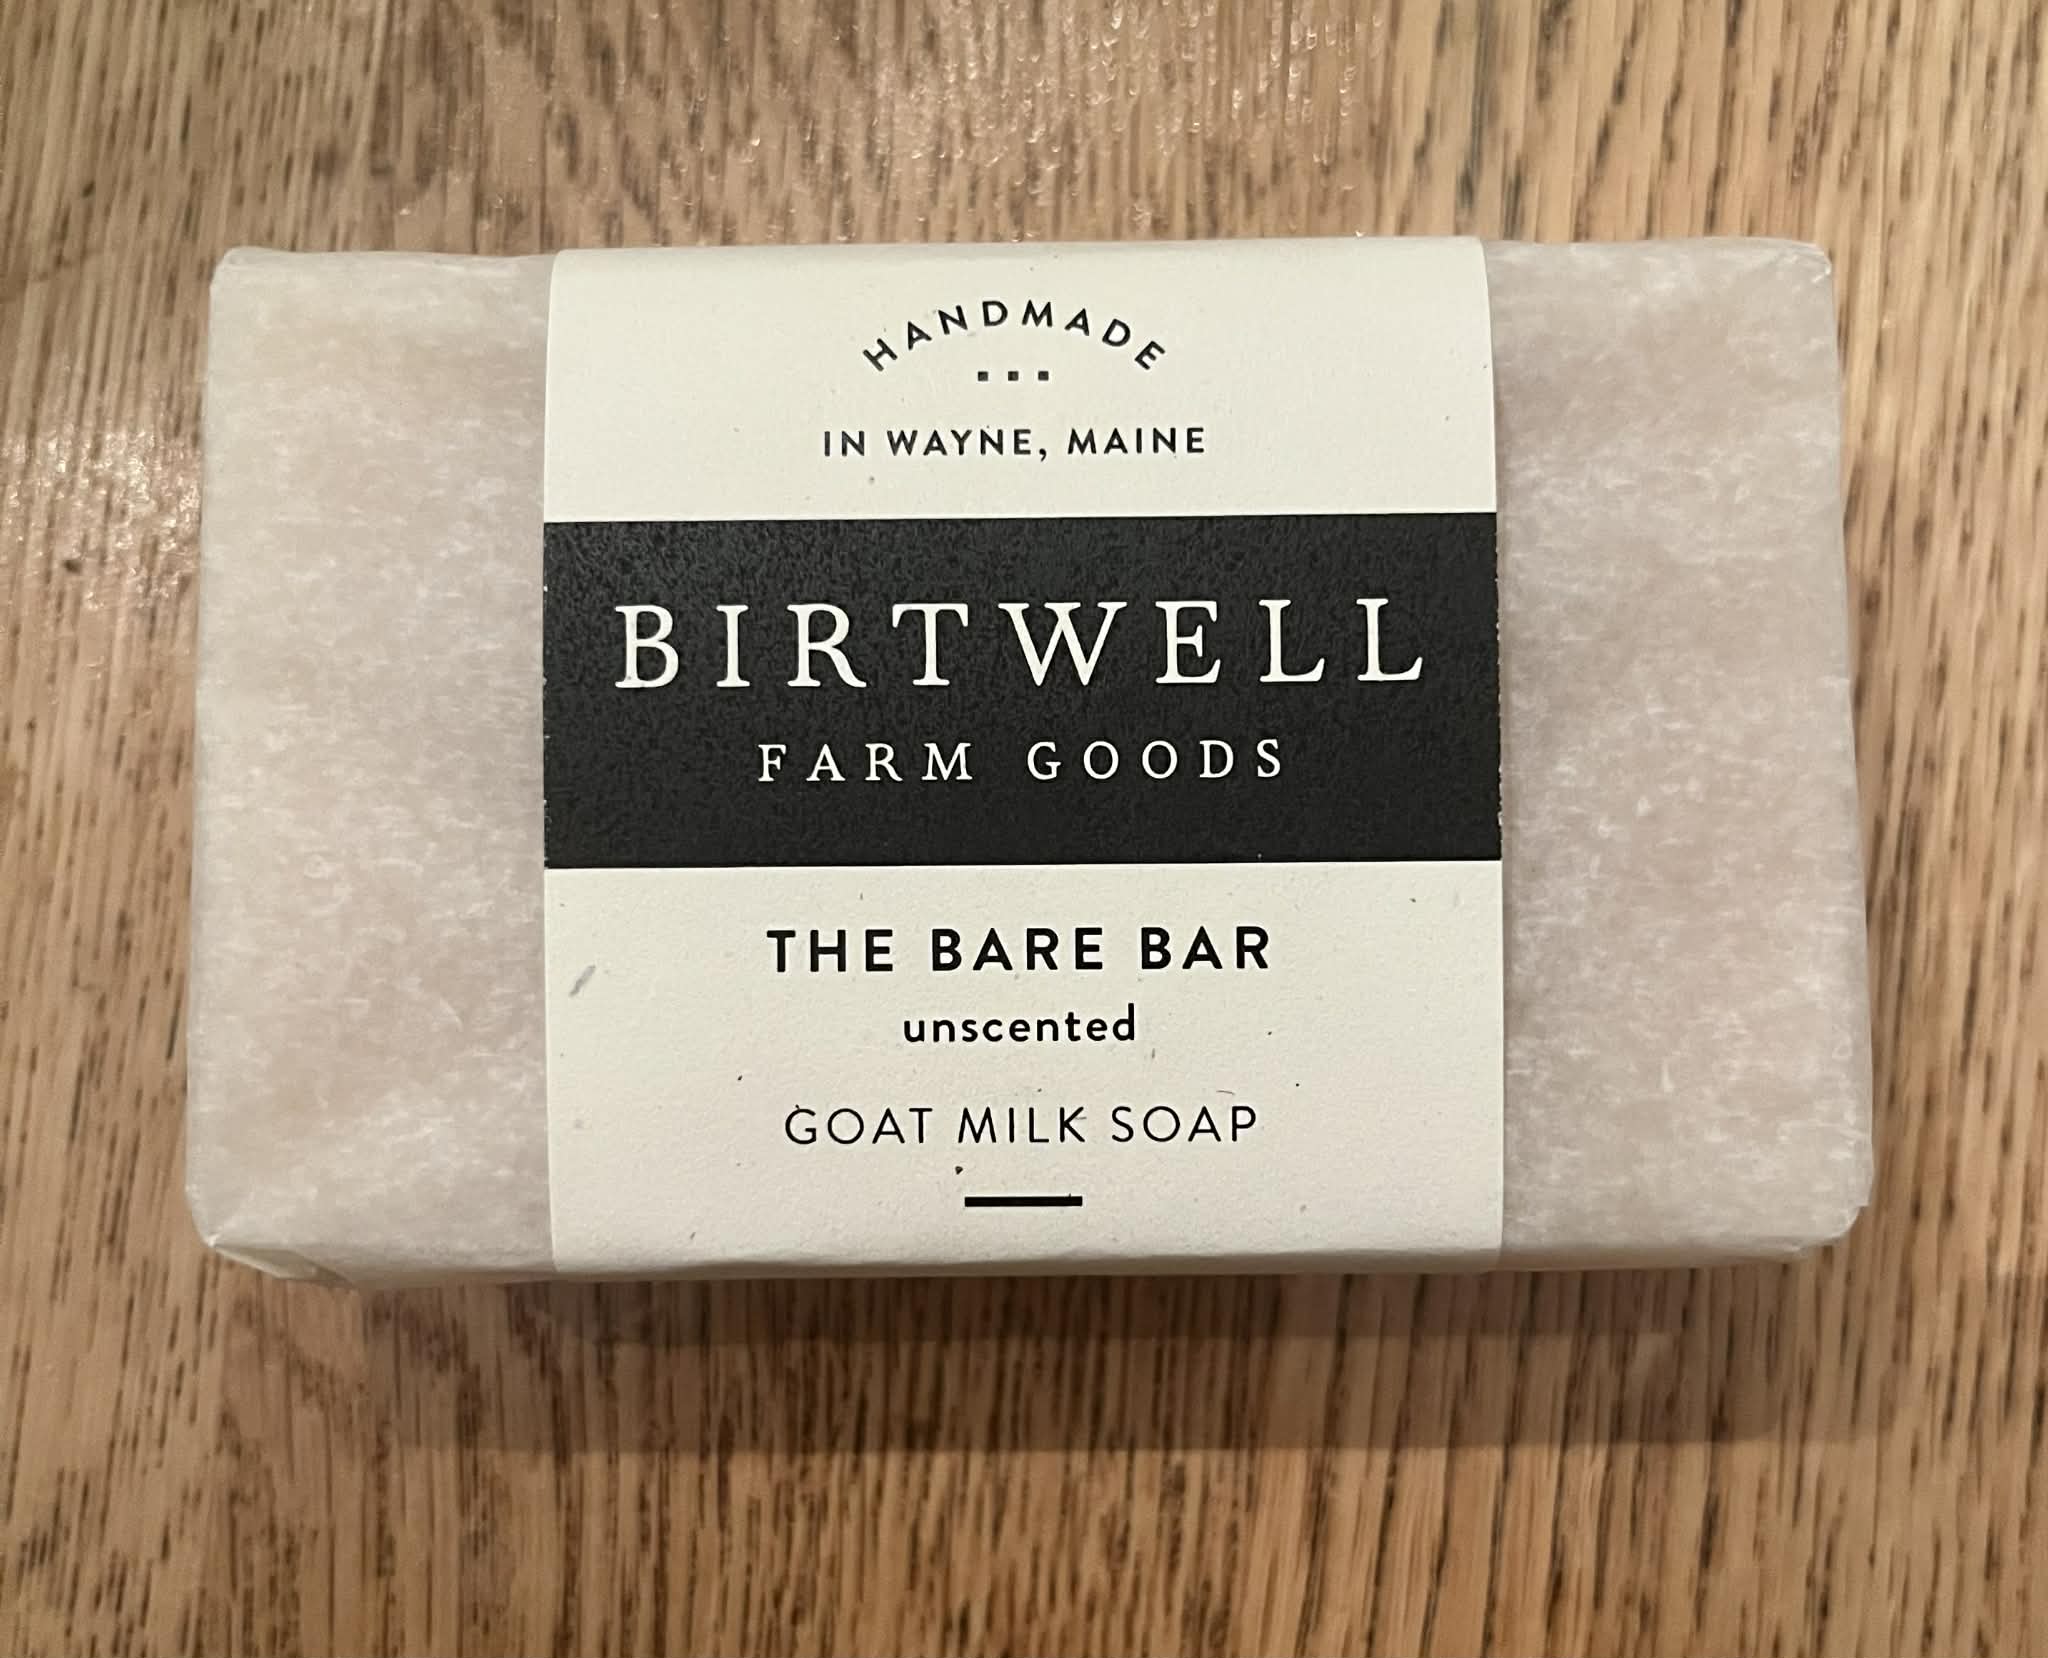 HANDMADE
IN WAYNE, MAINE
BIRTWELL
FARM GOODS
THE BARE BAR
unscented
GOAT MILK SOAP